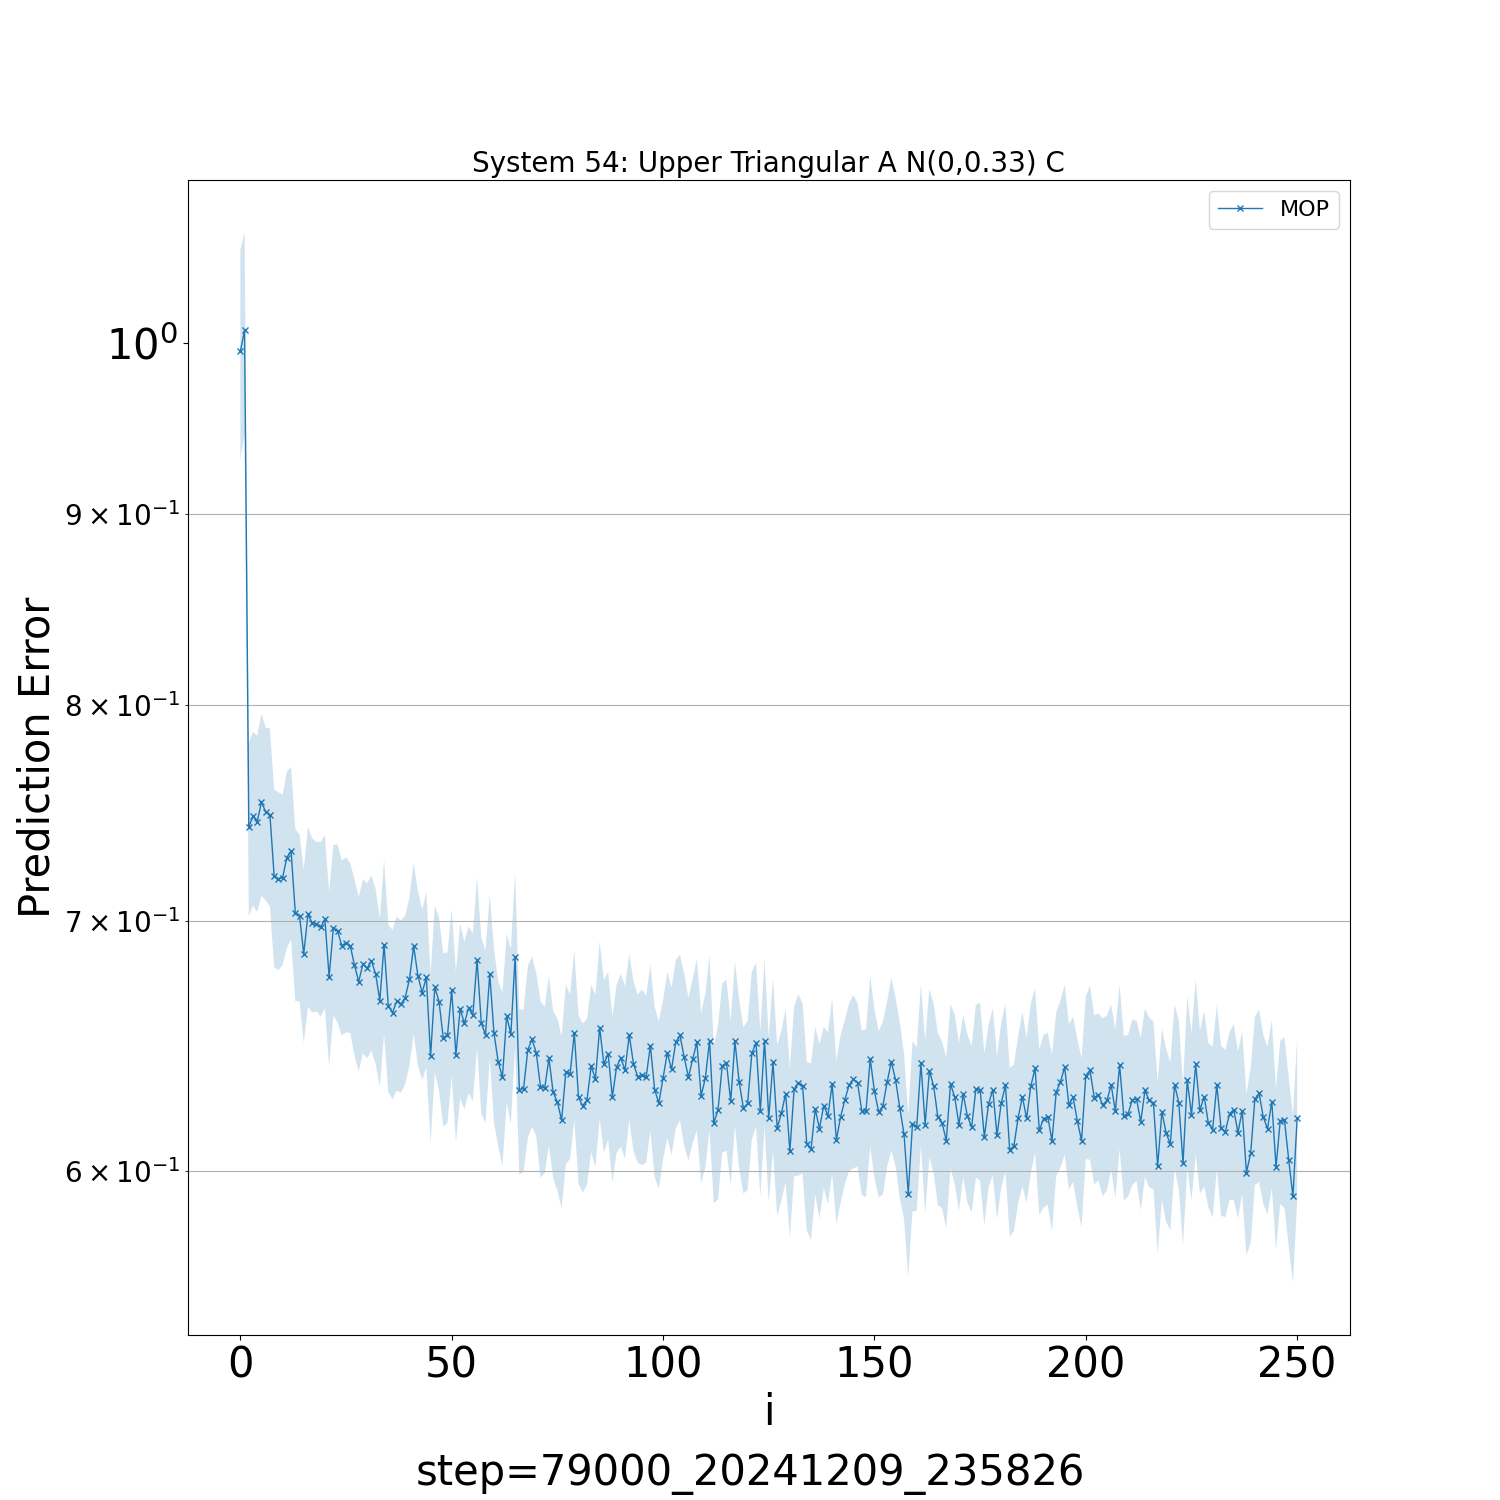 System 54: Upper Triangular A N(0,0.33) C
MOP
10⁰
9 × 10⁻¹
8 × 10⁻¹
7 × 10⁻¹
6 × 10⁻¹
Prediction Error
0 50 100 150 200 250
i
step=79000_20241209_235826